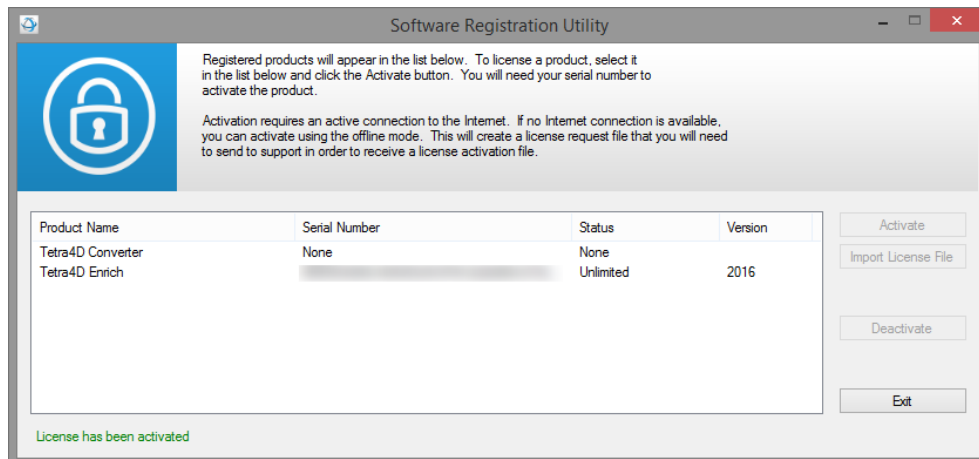 Software Registration Utility
Registered products will appear in the list below.  To license a product, select it
in the list below and click the Activate button.  You will need your serial number to
activate the product.
Activation requires an active connection to the Internet.  If no Internet connection is available,
you can activate using the offline mode.  This will create a license request file that you will need
to send to support in order to receive a license activation file.
Product Name Serial Number Status Version
Tetra4D Converter None None
Tetra4D Enrich Unlimited 2016
Activate
Import License File
Deactivate
Exit
License has been activated